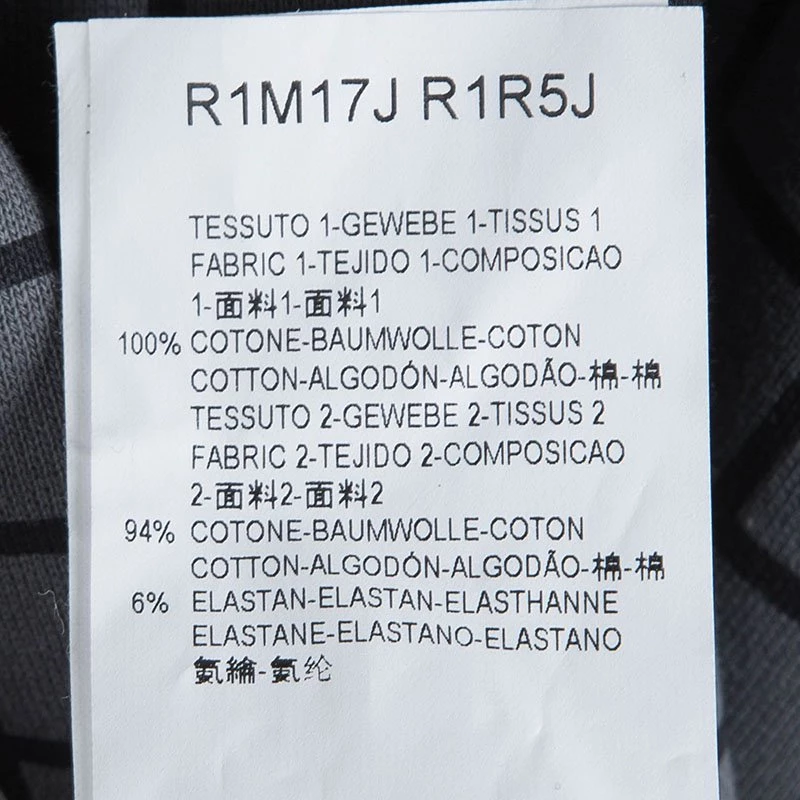 R1M17J R1R5J
TESSUTO 1-GEWEBE 1-TISSUS 1
FABRIC 1-TEJIDO 1-COMPOSICAO
1-面料1-面料1
100% COTONE-BAUMWOLLE-COTON
COTTON-ALGODÓN-ALGODÃO-棉-棉
TESSUTO 2-GEWEBE 2-TISSUS 2
FABRIC 2-TEJIDO 2-COMPOSICAO
2-面料2-面料2
94% COTONE-BAUMWOLLE-COTON
COTTON-ALGODÓN-ALGODÃO-棉-棉
6% ELASTAN-ELASTAN-ELASTHANNE
ELASTANE-ELASTANO-ELASTANO
氨綸-氨纶